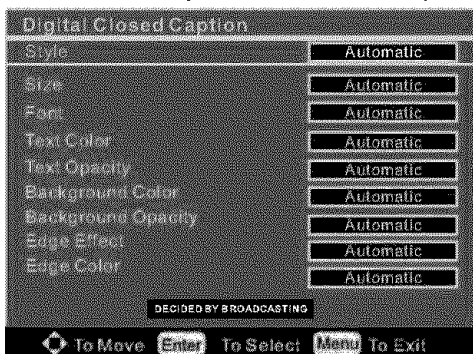 Digital Closed Caption
Style Automatic
Size Automatic
Font Automatic
Text Color Automatic
Text Opacity Automatic
Background Color Automatic
Background Opacity Automatic
Edge Effect Automatic
Edge Color Automatic
DECIDED BY BROADCASTING
To Move Enter To Select Menu To Exit